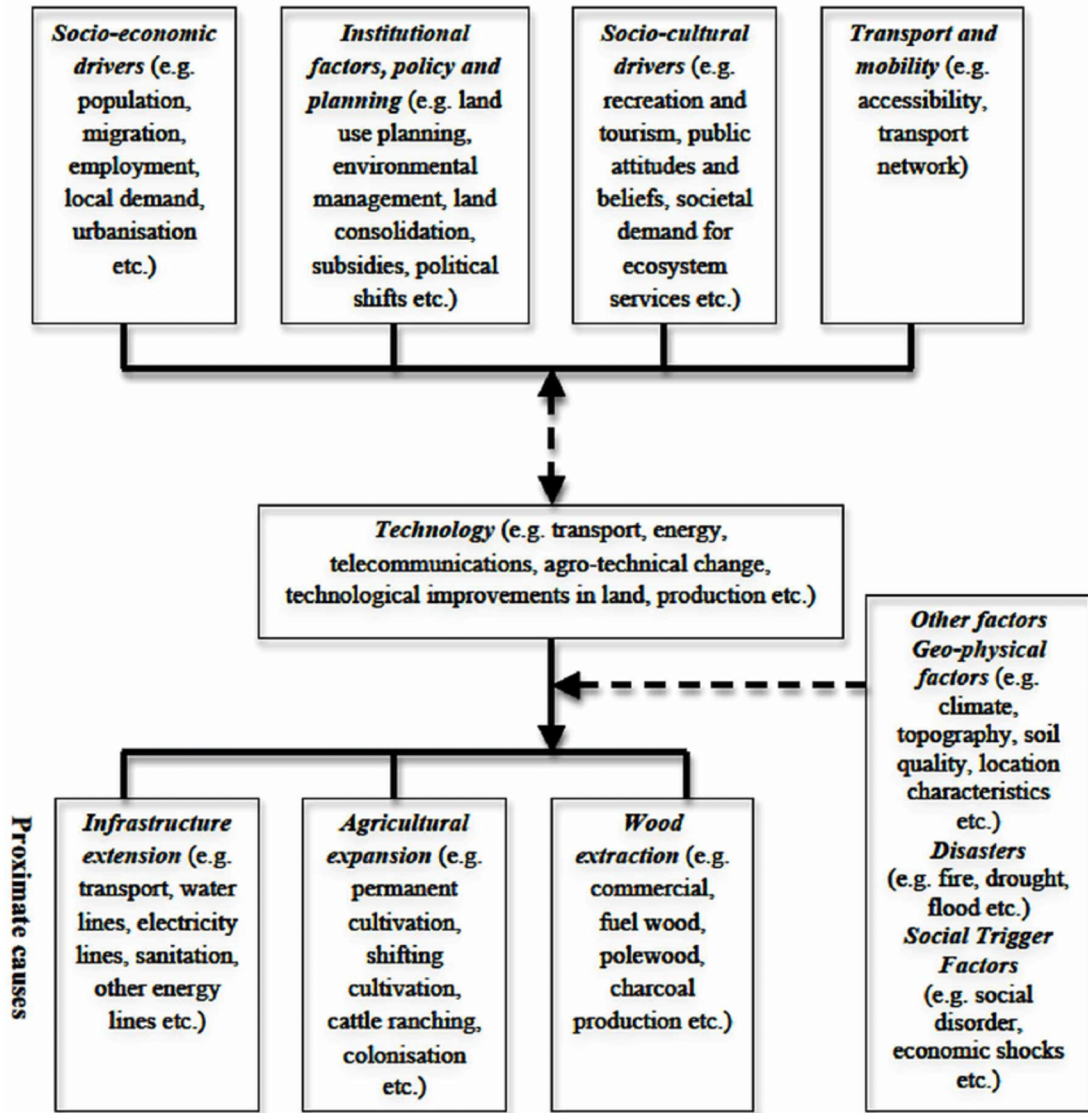 Socio-economic
drivers (e.g.
population,
migration,
employment,
local demand,
urbanisation
etc.)
Institutional
factors, policy and
planning (e.g. land
use planning,
environmental
management, land
consolidation,
subsidies, political
shifts etc.)
Socio-cultural
drivers (e.g.
recreation and
tourism, public
attitudes and
beliefs, societal
demand for
ecosystem
services etc.)
Transport and
mobility (e.g.
accessibility,
transport
network)
Technology (e.g. transport, energy,
telecommunications, agro-technical change,
technological improvements in land, production etc.)
Other factors
Geo-physical
factors (e.g.
climate,
topography, soil
quality, location
characteristics
etc.)
Disasters
(e.g. fire, drought,
flood etc.)
Social Trigger
Factors
(e.g. social
disorder,
economic shocks
etc.)
Proximate causes
Infrastructure
extension (e.g.
transport, water
lines, electricity
lines, sanitation,
other energy
lines etc.)
Agricultural
expansion (e.g.
permanent
cultivation,
shifting
cultivation,
cattle ranching,
colonisation
etc.)
Wood
extraction (e.g.
commercial,
fuel wood,
polewood,
charcoal
production etc.)